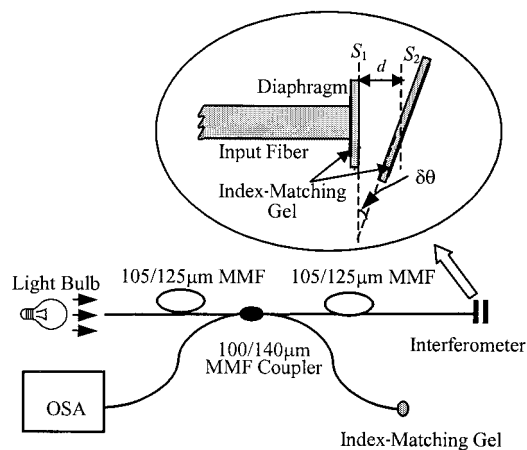 S1
d
S2
Diaphragm
Input Fiber
Index-Matching
Gel
δθ
Light Bulb
105/125μm MMF
105/125μm MMF
100/140μm
MMF Coupler
Interferometer
OSA
Index-Matching Gel